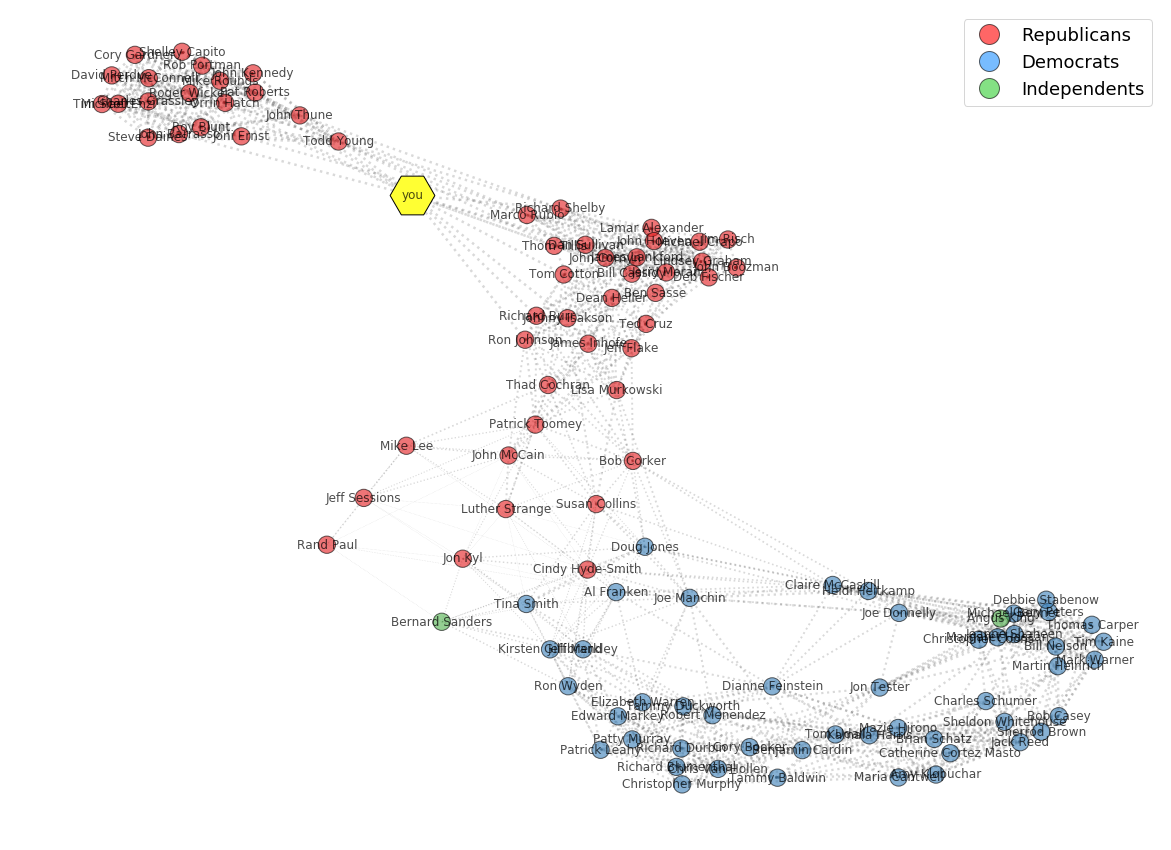 Republicans
Democrats
Independents
Cory Gardner
Shelley Capito
Rob Portman
David Perdue
Mitch McConnell
John Kennedy
Mike Rounds
Roger Wicker
Pat Roberts
Charles Grassley
Orrin Hatch
John Thune
Roy Blunt
Steve Daines
John Barrasso
Joni Ernst
Todd Young
you
Richard Shelby
Marco Rubio
Lamar Alexander
John Hoeven
Michael Crapo
Jim Risch
Thom Tillis
Dan Sullivan
John Cornyn
James Lankford
Lindsey Graham
John Boozman
Tom Cotton
Bill Cassidy
Jerry Moran
Deb Fischer
Dean Heller
Ben Sasse
Richard Burr
Johnny Isakson
Ted Cruz
Ron Johnson
James Inhofe
Jeff Flake
Thad Cochran
Lisa Murkowski
Patrick Toomey
Mike Lee
John McCain
Bob Corker
Jeff Sessions
Luther Strange
Susan Collins
Rand Paul
Jon Kyl
Doug Jones
Cindy Hyde-Smith
Al Franken
Tina Smith
Joe Manchin
Claire McCaskill
Heidi Heitkamp
Joe Donnelly
Bernard Sanders
Debbie Stabenow
Gary Peters
Angus King
Thomas Carper
Jeanne Shaheen
Tim Kaine
Bill Nelson
Mark Warner
Martin Heinrich
Kirsten Gillibrand
Jeff Merkley
Ron Wyden
Dianne Feinstein
Jon Tester
Elizabeth Warren
Tammy Duckworth
Edward Markey
Robert Menendez
Charles Schumer
Bob Casey
Sheldon Whitehouse
Sherrod Brown
Jack Reed
Mazie Hirono
Kamala Harris
Brian Schatz
Catherine Cortez Masto
Patty Murray
Patrick Leahy
Richard Durbin
Cory Booker
Benjamin Cardin
Richard Blumenthal
Chris Van Hollen
Tammy Baldwin
Christopher Murphy
Maria Cantwell
Amy Klobuchar